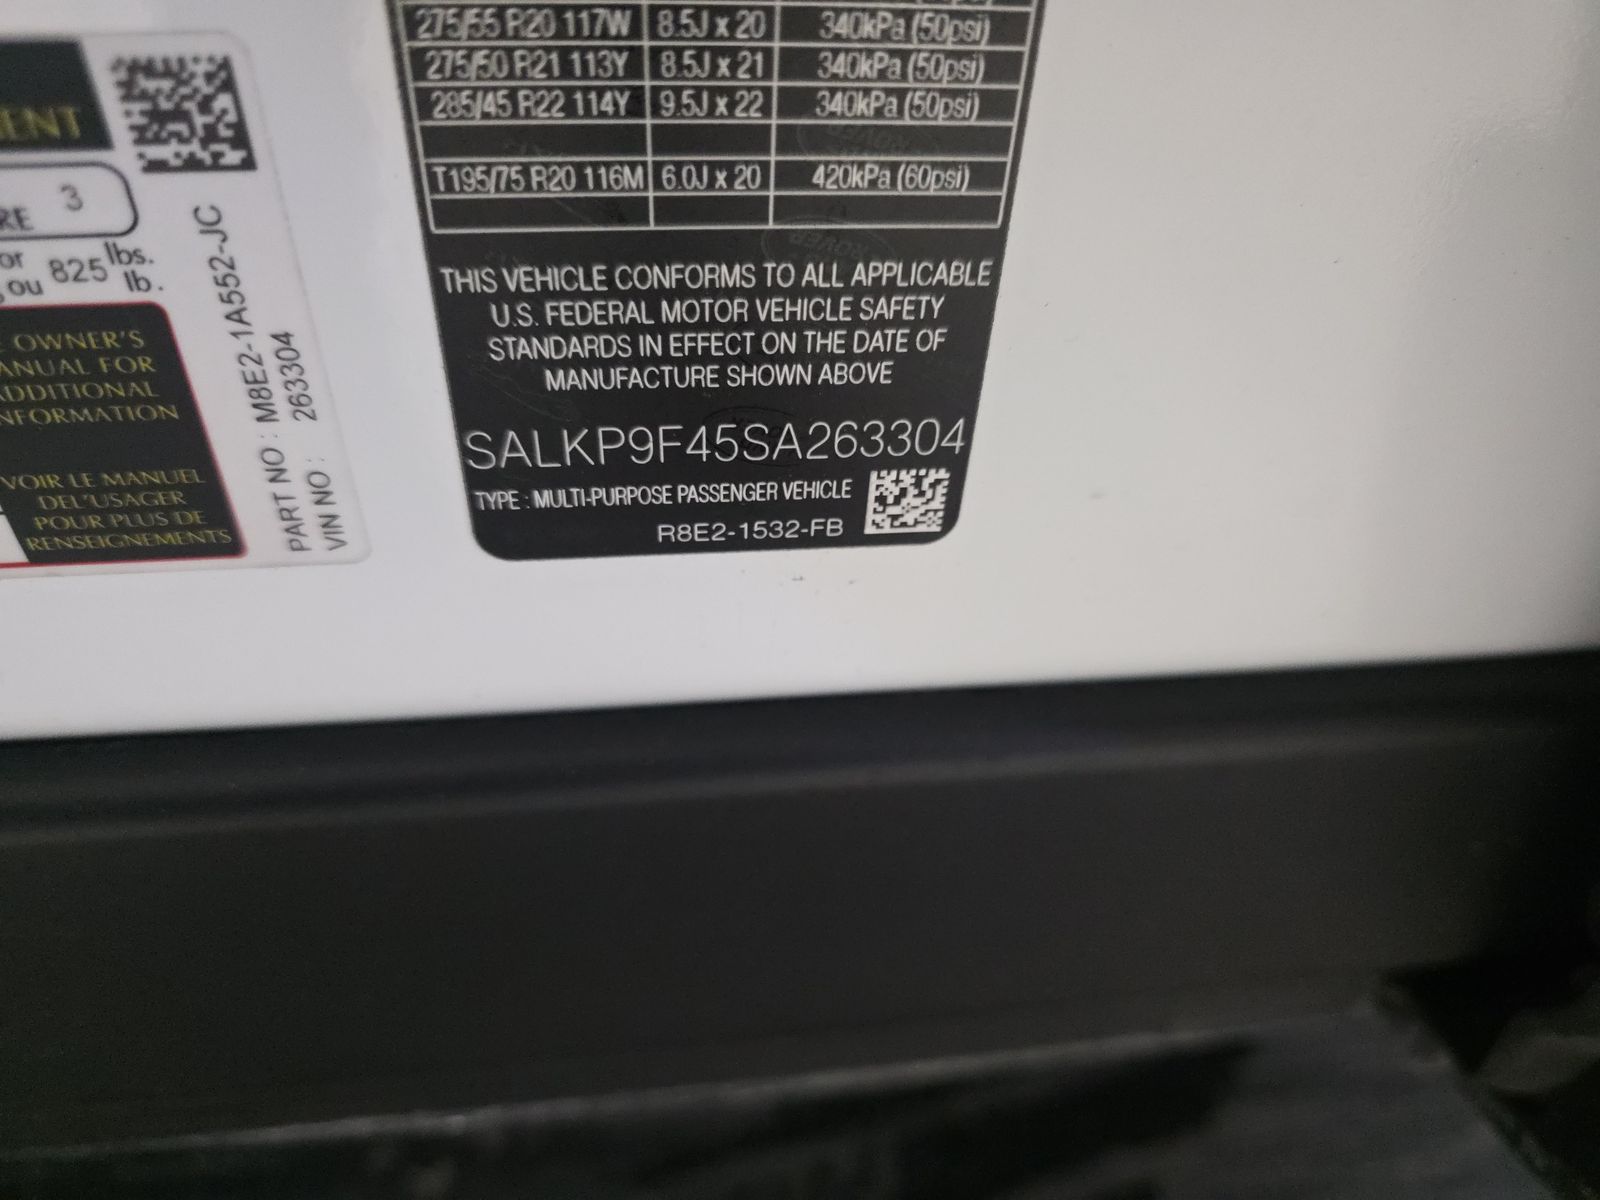 ENT
3
RE
or lbs.
ou 825 lb.
OWNER'S
ANUAL FOR
ADDITIONAL
NFORMATION
VOIR LE MANUEL
DEL'USAGER
POUR PLUS DE
RENSEIGNEMENTS
PART NO : M8E2-1A552-JC
VIN NO : 263304
275/55 R20 117W 8.5J x 20 340kPa (50psi)
275/50 R21 113Y 8.5J x 21 340kPa (50psi)
285/45 R22 114Y 9.5J x 22 340kPa (50psi)
T195/75 R20 116M 6.0J x 20 420kPa (60psi)
THIS VEHICLE CONFORMS TO ALL APPLICABLE
U.S. FEDERAL MOTOR VEHICLE SAFETY
STANDARDS IN EFFECT ON THE DATE OF
MANUFACTURE SHOWN ABOVE
SALKP9F45SA263304
TYPE : MULTI-PURPOSE PASSENGER VEHICLE
R8E2-1532-FB